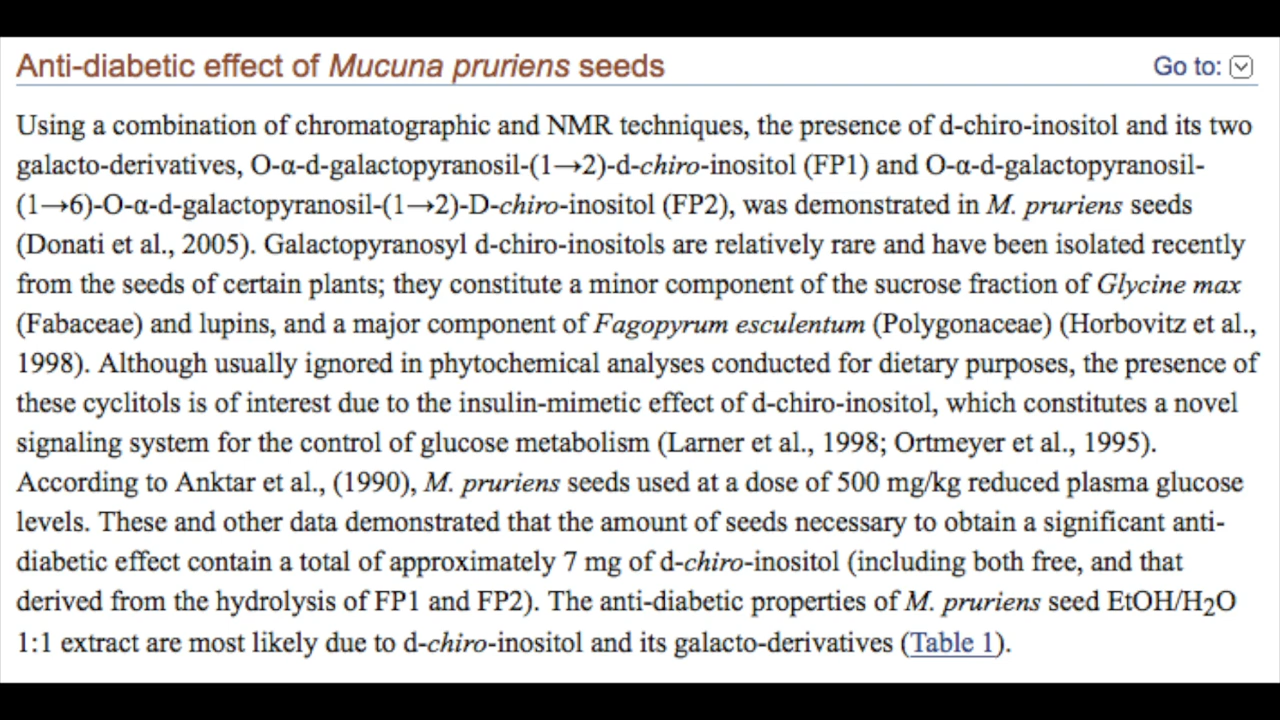 Anti-diabetic effect of Mucuna pruriens seeds
Go to:
Using a combination of chromatographic and NMR techniques, the presence of d-chiro-inositol and its two
galacto-derivatives, O-α-d-galactopyranosil-(1→2)-d-chiro-inositol (FP1) and O-α-d-galactopyranosil-
(1→6)-O-α-d-galactopyranosil-(1→2)-D-chiro-inositol (FP2), was demonstrated in M. pruriens seeds
(Donati et al., 2005). Galactopyranosyl d-chiro-inositols are relatively rare and have been isolated recently
from the seeds of certain plants; they constitute a minor component of the sucrose fraction of Glycine max
(Fabaceae) and lupins, and a major component of Fagopyrum esculentum (Polygonaceae) (Horbovitz et al.,
1998). Although usually ignored in phytochemical analyses conducted for dietary purposes, the presence of
these cyclitols is of interest due to the insulin-mimetic effect of d-chiro-inositol, which constitutes a novel
signaling system for the control of glucose metabolism (Larner et al., 1998; Ortmeyer et al., 1995).
According to Anktar et al., (1990), M. pruriens seeds used at a dose of 500 mg/kg reduced plasma glucose
levels. These and other data demonstrated that the amount of seeds necessary to obtain a significant anti-
diabetic effect contain a total of approximately 7 mg of d-chiro-inositol (including both free, and that
derived from the hydrolysis of FP1 and FP2). The anti-diabetic properties of M. pruriens seed EtOH/H₂O
1:1 extract are most likely due to d-chiro-inositol and its galacto-derivatives (Table 1).